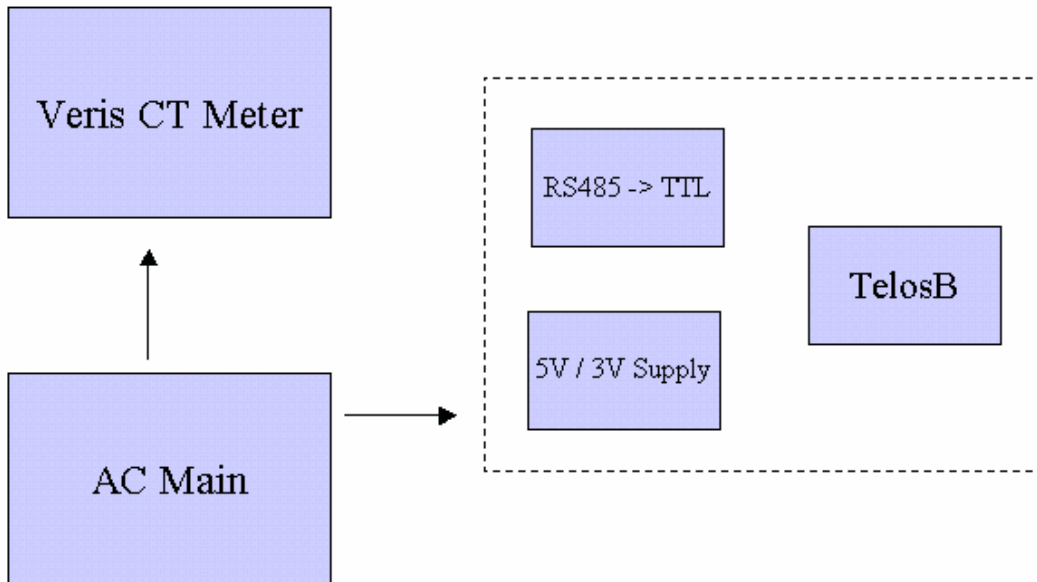 Veris CT Meter
RS485 -> TTL
TelosB
5V / 3V Supply
AC Main